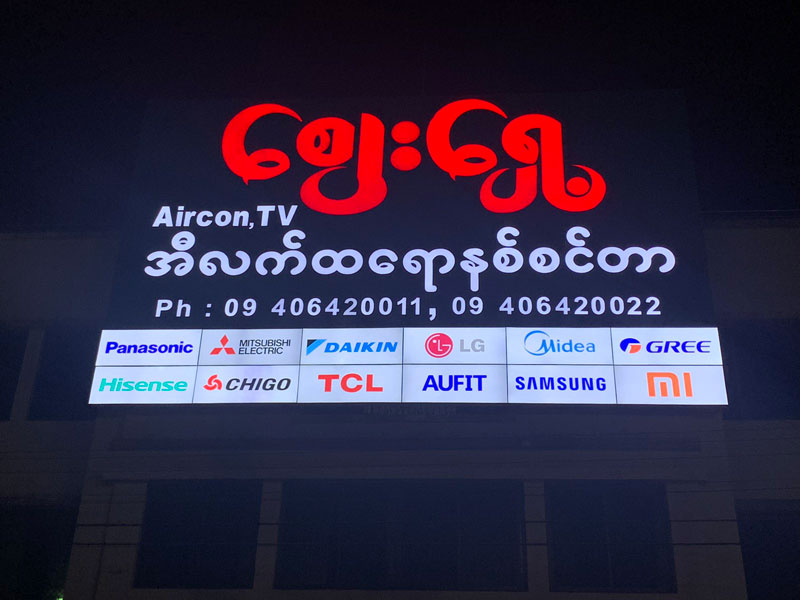 ဈေးရှေ့
Aircon,TV
အီလက်ထရောနစ်စင်တာ
Ph : 09 406420011, 09 406420022
Panasonic MITSUBISHI ELECTRIC DAIKIN LG Midea GREE
Hisense CHIGO TCL AUFIT SAMSUNG MI